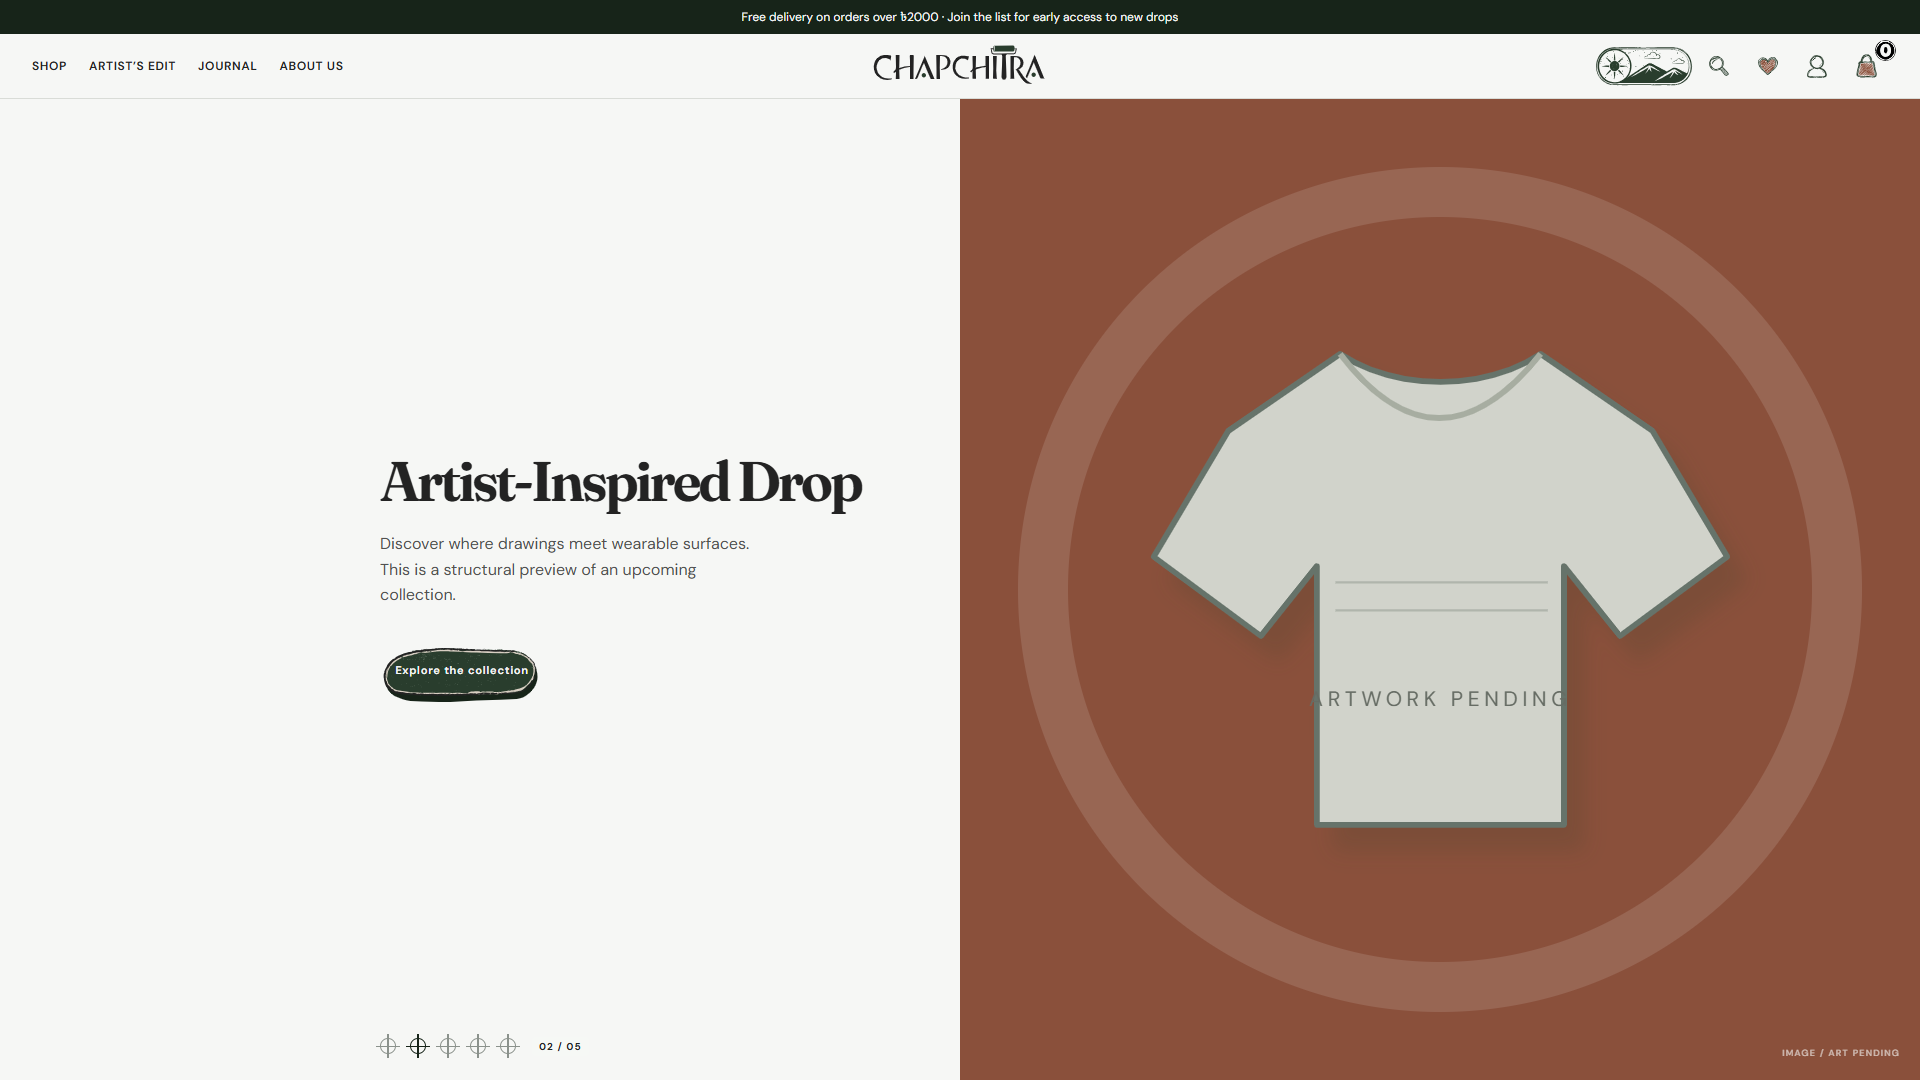 Free delivery on orders over ৳2000 · Join the list for early access to new drops
SHOP ARTIST'S EDIT JOURNAL ABOUT US
CHAPCHITRA
0
Artist-Inspired Drop
Discover where drawings meet wearable surfaces.
This is a structural preview of an upcoming
collection.
Explore the collection
ARTWORK PENDING
02 / 05
IMAGE / ART PENDING